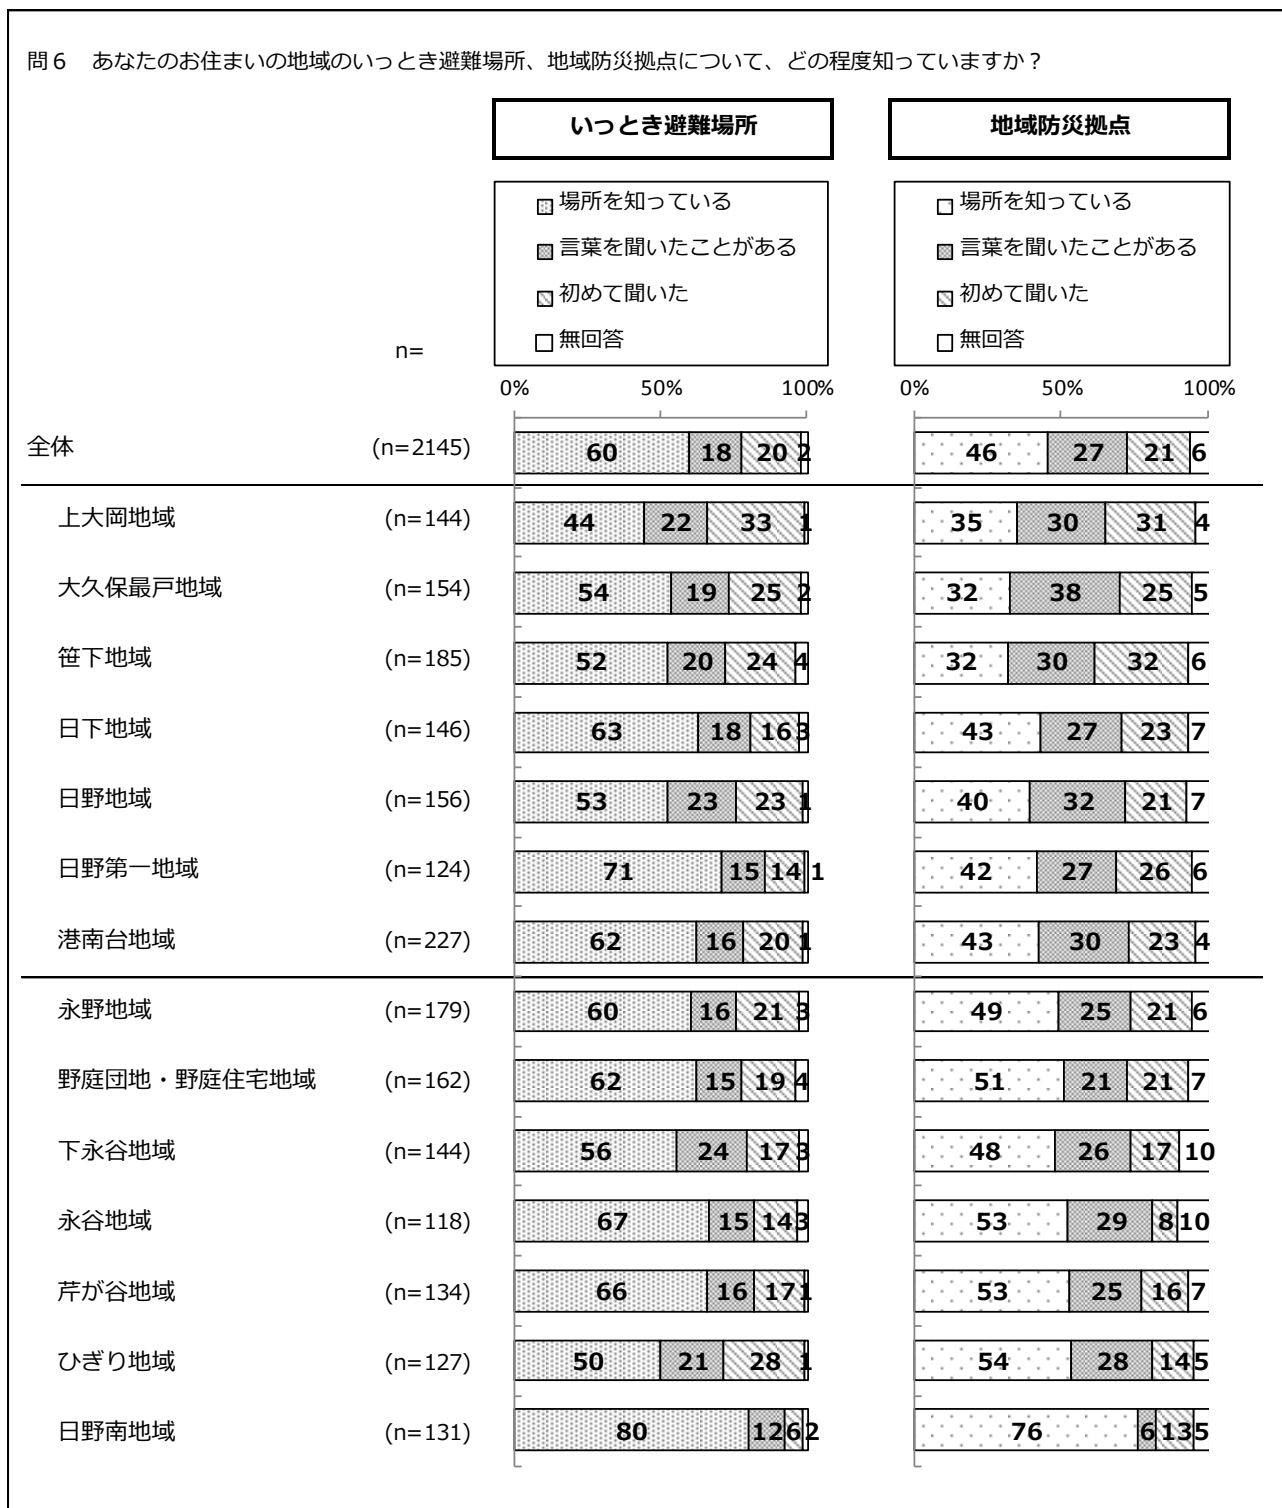 問６　あなたのお住まいの地域のいっとき避難場所、地域防災拠点について、どの程度知っていますか？
いっとき避難場所 地域防災拠点
場所を知っている 場所を知っている
言葉を聞いたことがある 言葉を聞いたことがある
初めて聞いた 初めて聞いた
無回答 無回答
n=
0% 50% 100% 0% 50% 100%
全体 (n=2145) 60 18 20 2 46 27 21 6
上大岡地域 (n=144) 44 22 33 1 35 30 31 4
大久保最戸地域 (n=154) 54 19 25 2 32 38 25 5
笹下地域 (n=185) 52 20 24 4 32 30 32 6
日下地域 (n=146) 63 18 16 3 43 27 23 7
日野地域 (n=156) 53 23 23 1 40 32 21 7
日野第一地域 (n=124) 71 15 14 1 42 27 26 6
港南台地域 (n=227) 62 16 20 1 43 30 23 4
永野地域 (n=179) 60 16 21 3 49 25 21 6
野庭団地・野庭住宅地域 (n=162) 62 15 19 4 51 21 21 7
下永谷地域 (n=144) 56 24 17 3 48 26 17 10
永谷地域 (n=118) 67 15 14 3 53 29 8 10
芹が谷地域 (n=134) 66 16 17 1 53 25 16 7
ひぎり地域 (n=127) 50 21 28 1 54 28 14 5
日野南地域 (n=131) 80 12 6 2 76 6 13 5